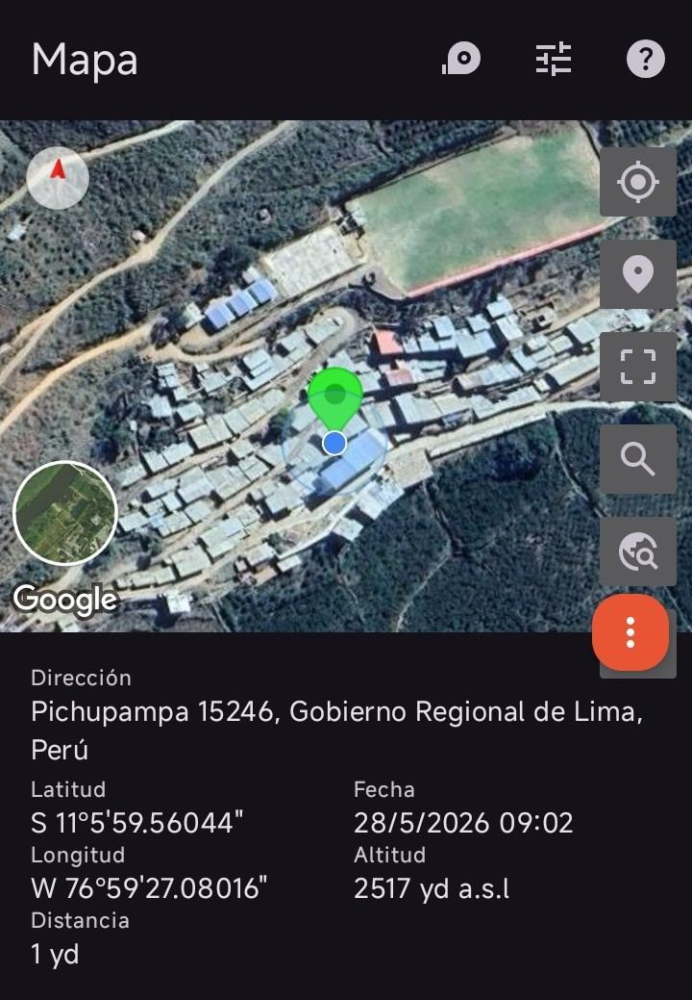 Mapa
Google
Dirección
Pichupampa 15246, Gobierno Regional de Lima,
Perú
Latitud
S 11°5'59.56044"
Fecha
28/5/2026 09:02
Longitud
W 76°59'27.08016"
Altitud
2517 yd a.s.l
Distancia
1 yd